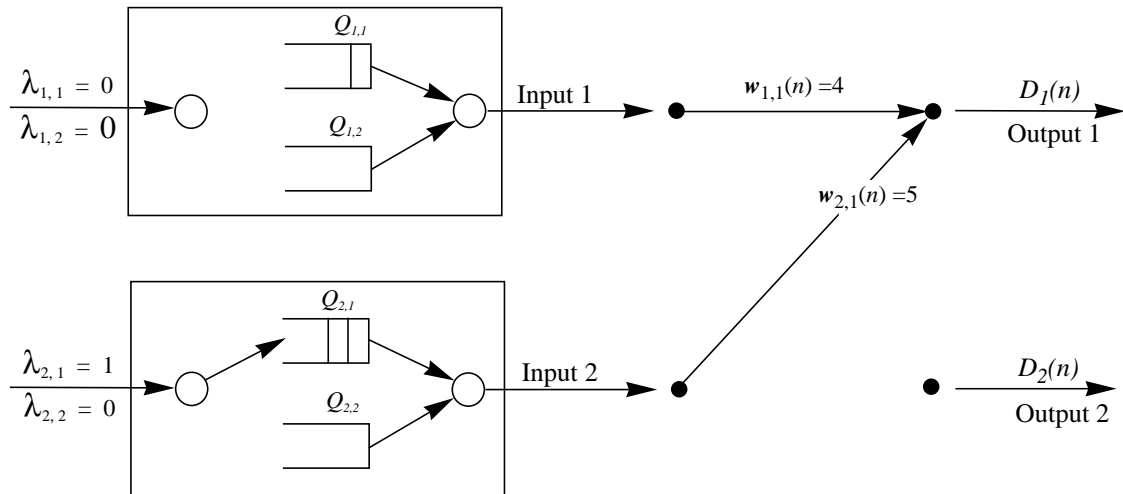 Q1,1
λ1, 1 = 0
λ1, 2 = 0
Q1,2
Input 1
w1,1(n) =4
D1(n)
Output 1
w2,1(n) =5
Q2,1
λ2, 1 = 1
λ2, 2 = 0
Q2,2
Input 2
D2(n)
Output 2